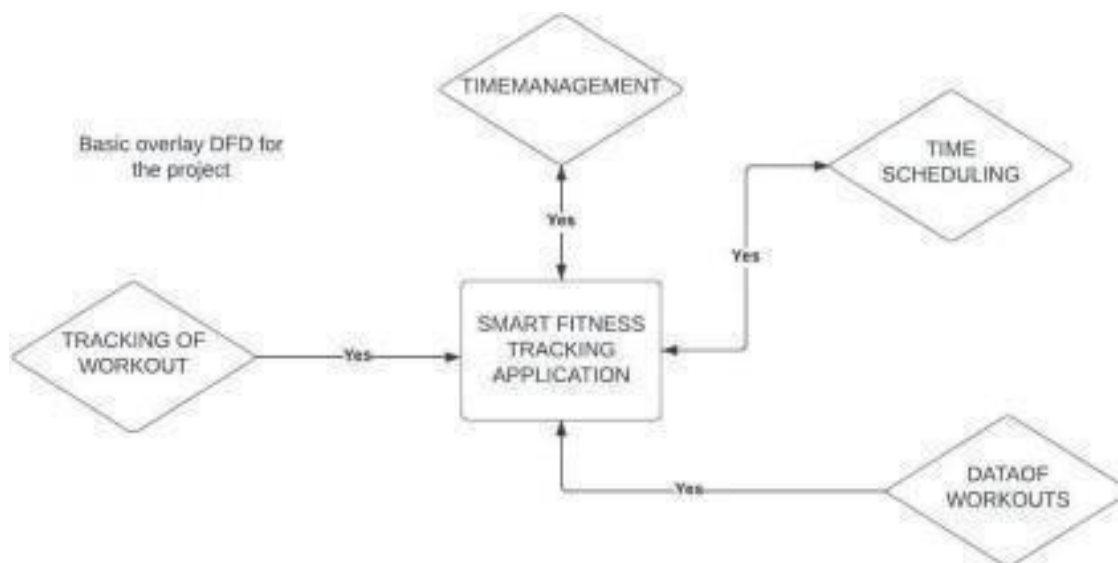 TIMEMANAGEMENT
Basic overlay DFD for
the project
TIME
SCHEDULING
Yes
Yes
SMART FITNESS
TRACKING
APPLICATION
TRACKING OF
WORKOUT
Yes
DATAOF
WORKOUTS
Yes